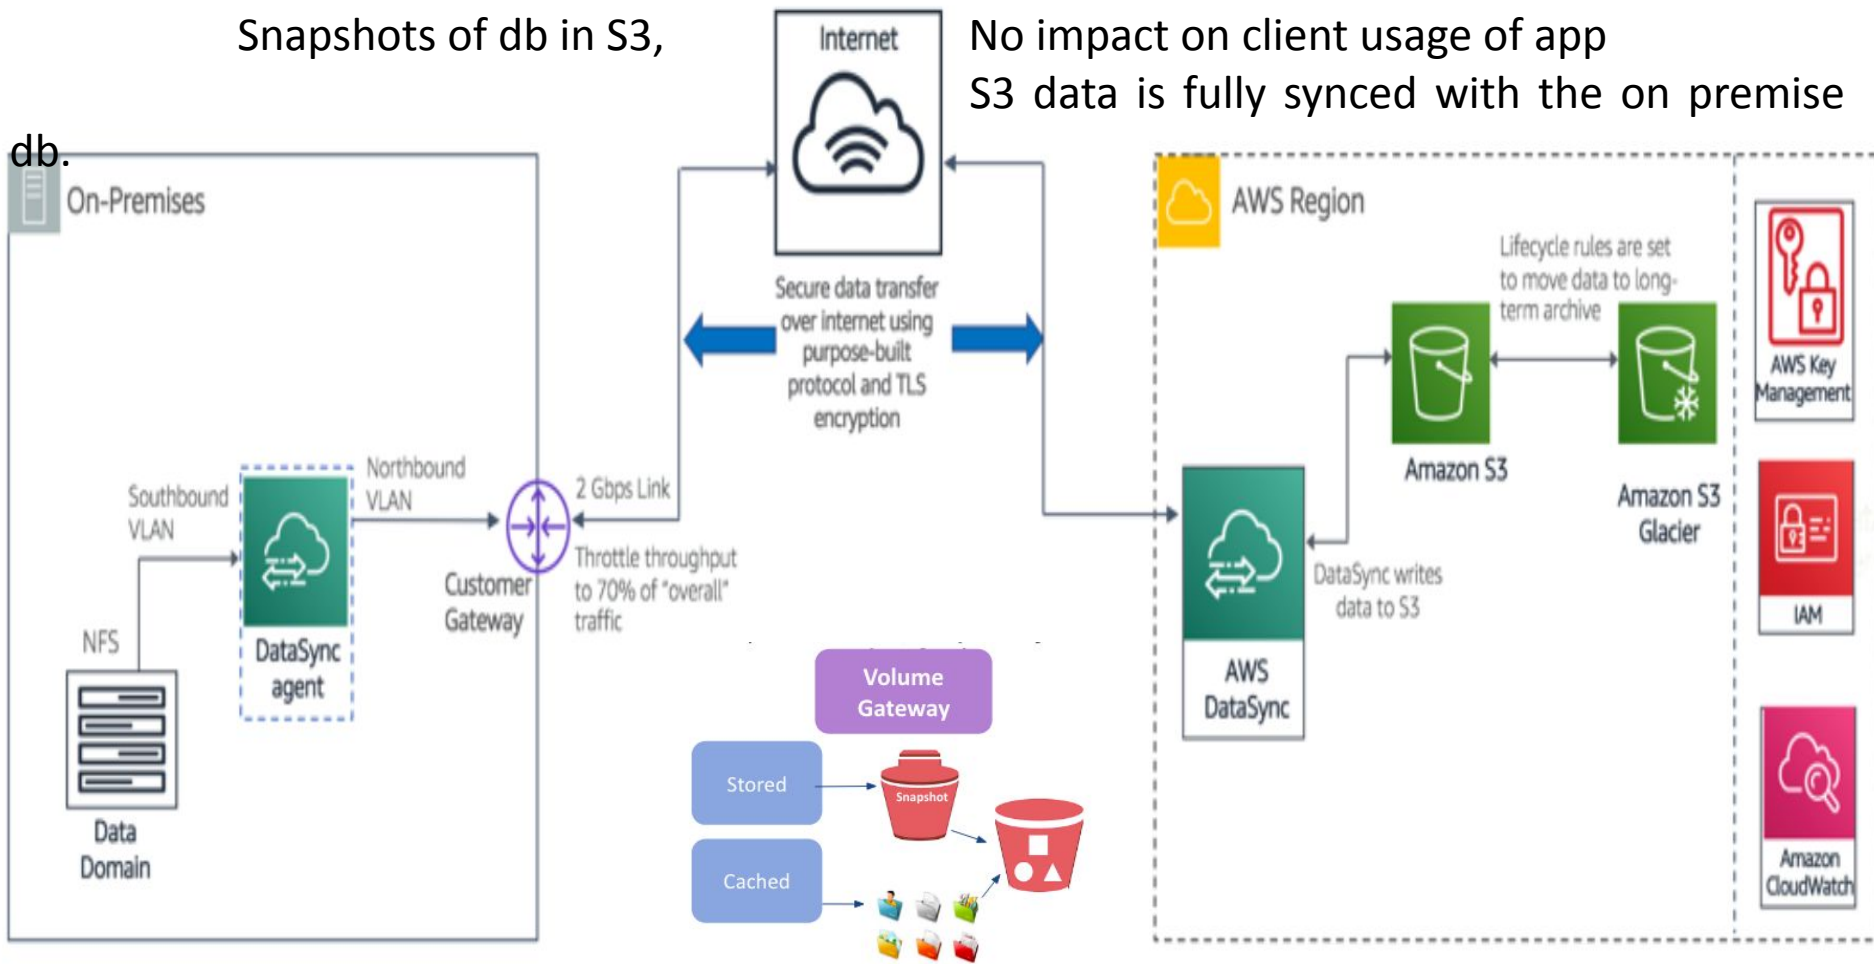 Snapshots of db in S3,
No impact on client usage of app
S3 data is fully synced with the on premise
db.
Internet
On-Premises
Secure data transfer
over internet using
purpose-built
protocol and TLS
encryption
Southbound
VLAN
Northbound
VLAN
NFS
DataSync
agent
Data
Domain
Customer
Gateway
2 Gbps Link
Throttle throughput
to 70% of "overall"
traffic
Volume
Gateway
Stored
Snapshot
Cached
AWS Region
Lifecycle rules are set
to move data to long-
term archive
Amazon S3
Amazon S3
Glacier
DataSync writes
data to S3
AWS
DataSync
AWS Key
Management
IAM
Amazon
CloudWatch